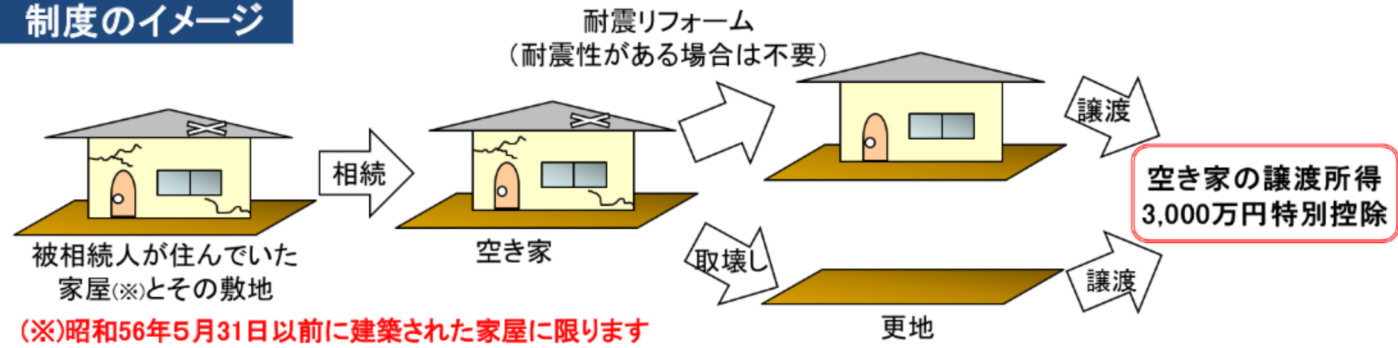 制度のイメージ
耐震リフォーム
(耐震性がある場合は不要)
相続
譲渡
空き家の譲渡所得
3,000万円特別控除
被相続人が住んでいた
家屋(※)とその敷地
空き家
取壊し
譲渡
更地
(※)昭和56年5月31日以前に建築された家屋に限ります